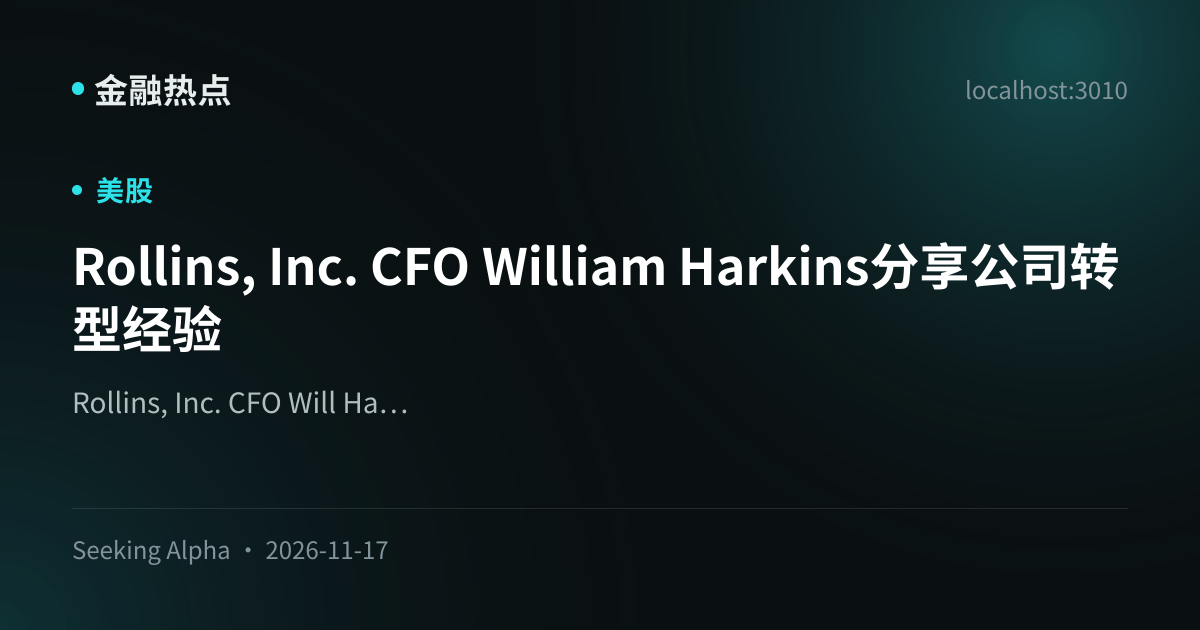 金融热点
localhost:3010
美股
Rollins, Inc. CFO William Harkins分享公司转
型经验
Rollins, Inc. CFO Will Ha…
Seeking Alpha · 2026-11-17